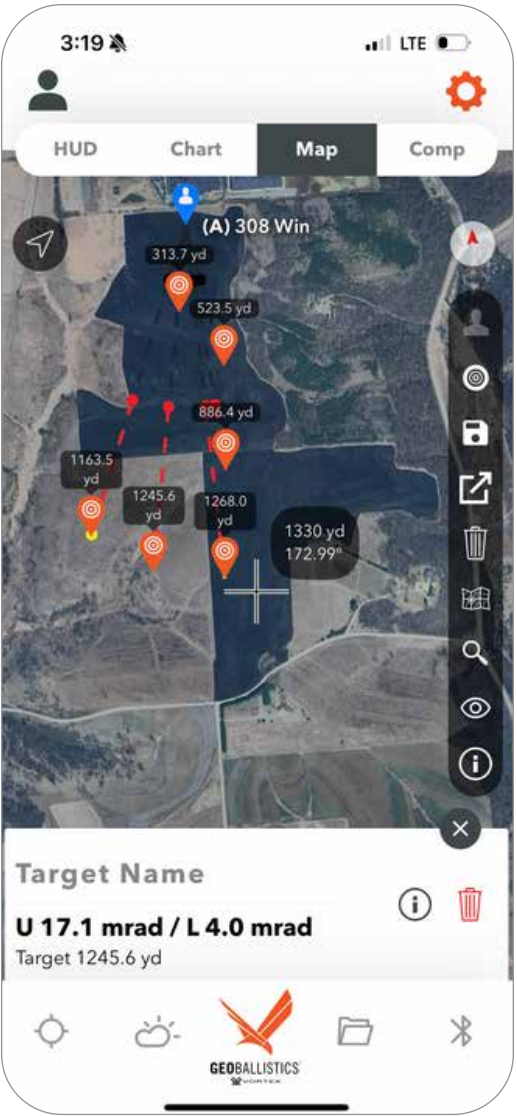 3:19
LTE
HUD Chart Map Comp
(A) 308 Win
313.7 yd
523.5 yd
886.4 yd
1163.5
yd
1245.6
yd
1268.0
yd
1330 yd
172.99°
Target Name
U 17.1 mrad / L 4.0 mrad
Target 1245.6 yd
GEOBALLISTICS
VORTEX